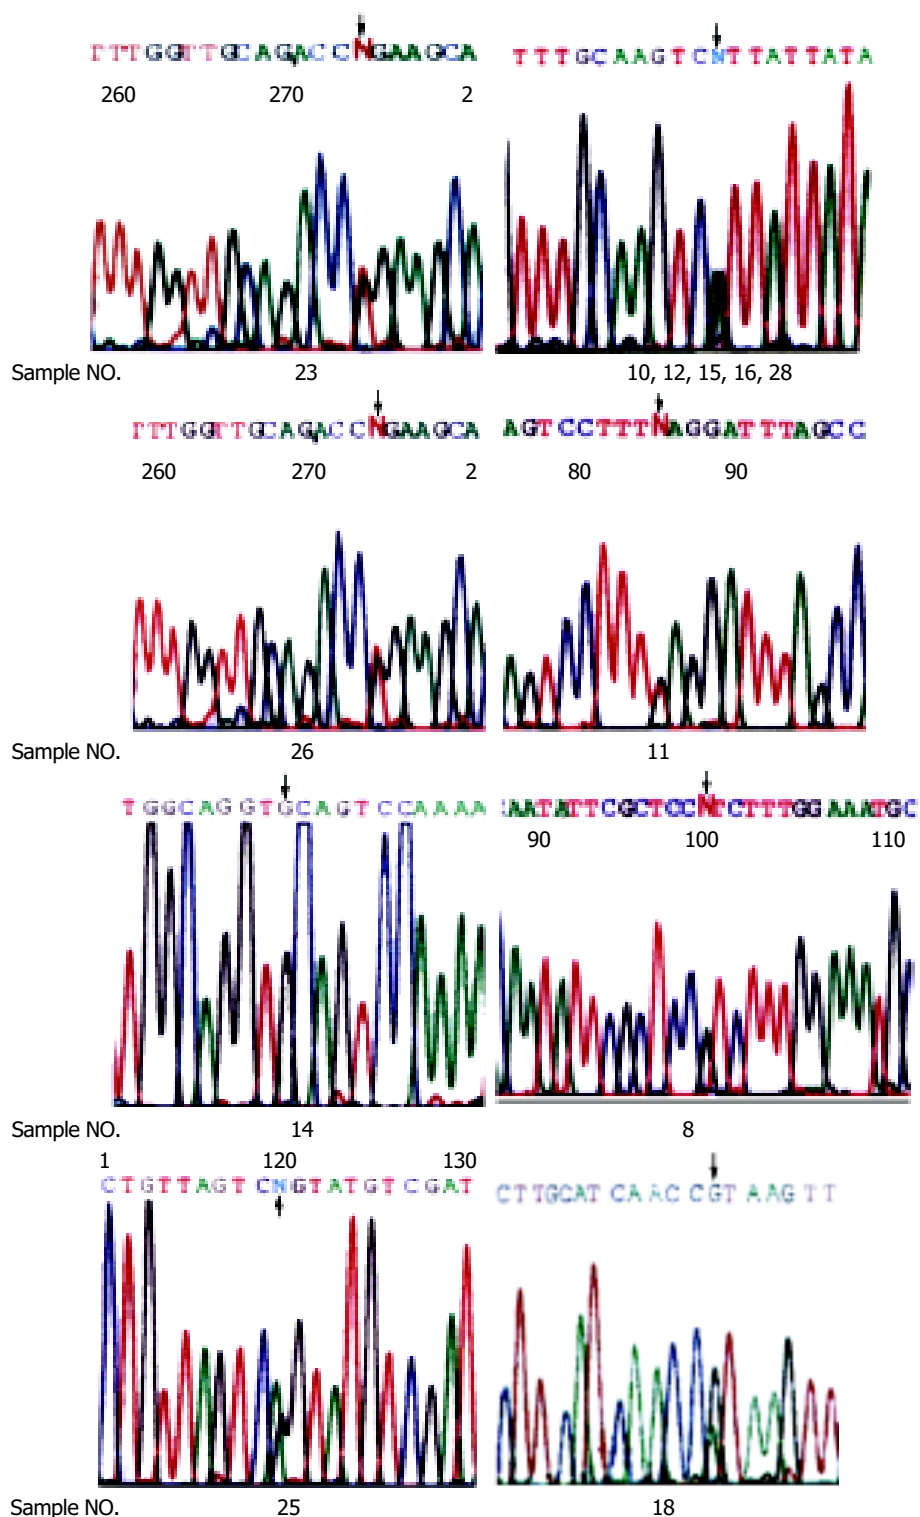 TTTGGTTGCAGACCNGAAGCA
260 270 2
Sample NO. 23
TTTGCAAGTCNTTATTATA
10, 12, 15, 16, 28
TTTGGTTGCAGACCNGAAGCA
260 270 2
Sample NO. 26
AGTCCTTTNAGGATTTAGCC
80 90
11
TGGCAGGTGCAGTCCAAAA
Sample NO. 14
CAATATTCGCTCCNTCTTTGGAAATGC
90 100 110
8
1 120 130
CTGTTAGTCNGTATGTCGAT
Sample NO. 25
CTTGCATCAACCGTAAGTT
18